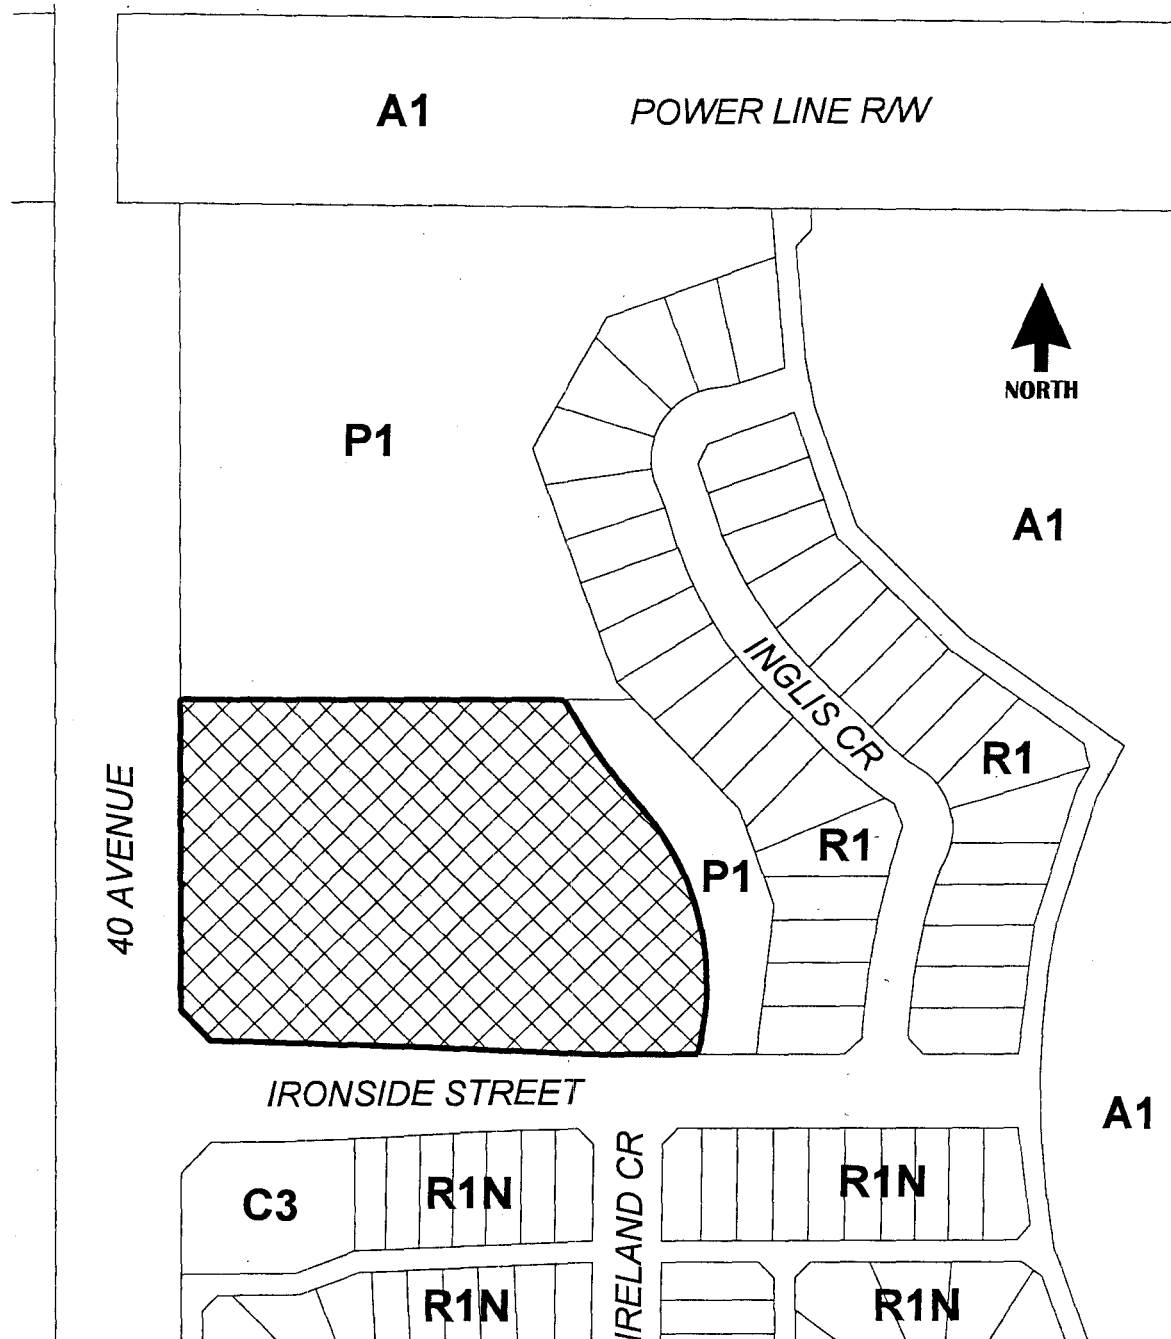 A1
POWER LINE R/W
NORTH
P1
A1
INGLIS CR
R1
40 AVENUE
R1
P1
IRONSIDE STREET
A1
C3
R1N
IRELAND CR
R1N
R1N
R1N